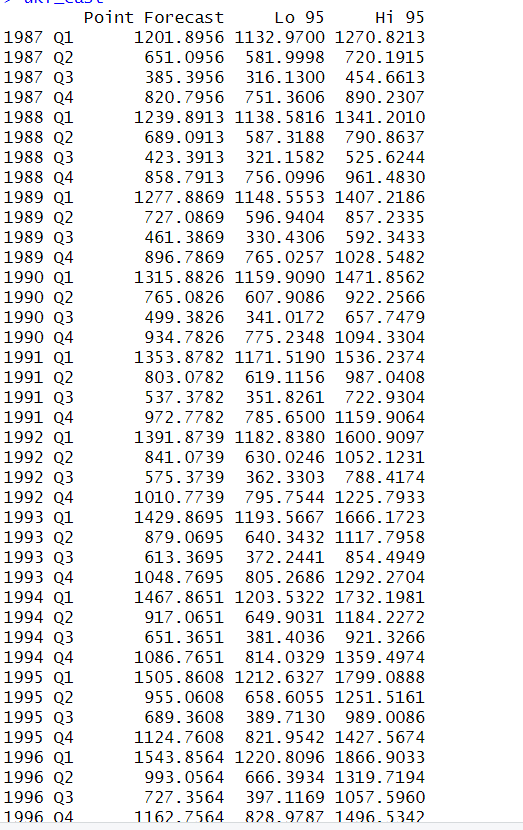 Point Forecast Lo 95 Hi 95
1987 Q1 1201.8956 1132.9700 1270.8213
1987 Q2 651.0956 581.9998 720.1915
1987 Q3 385.3956 316.1300 454.6613
1987 Q4 820.7956 751.3606 890.2307
1988 Q1 1239.8913 1138.5816 1341.2010
1988 Q2 689.0913 587.3188 790.8637
1988 Q3 423.3913 321.1582 525.6244
1988 Q4 858.7913 756.0996 961.4830
1989 Q1 1277.8869 1148.5553 1407.2186
1989 Q2 727.0869 596.9404 857.2335
1989 Q3 461.3869 330.4306 592.3433
1989 Q4 896.7869 765.0257 1028.5482
1990 Q1 1315.8826 1159.9090 1471.8562
1990 Q2 765.0826 607.9086 922.2566
1990 Q3 499.3826 341.0172 657.7479
1990 Q4 934.7826 775.2348 1094.3304
1991 Q1 1353.8782 1171.5190 1536.2374
1991 Q2 803.0782 619.1156 987.0408
1991 Q3 537.3782 351.8261 722.9304
1991 Q4 972.7782 785.6500 1159.9064
1992 Q1 1391.8739 1182.8380 1600.9097
1992 Q2 841.0739 630.0246 1052.1231
1992 Q3 575.3739 362.3303 788.4174
1992 Q4 1010.7739 795.7544 1225.7933
1993 Q1 1429.8695 1193.5667 1666.1723
1993 Q2 879.0695 640.3432 1117.7958
1993 Q3 613.3695 372.2441 854.4949
1993 Q4 1048.7695 805.2686 1292.2704
1994 Q1 1467.8651 1203.5322 1732.1981
1994 Q2 917.0651 649.9031 1184.2272
1994 Q3 651.3651 381.4036 921.3266
1994 Q4 1086.7651 814.0329 1359.4974
1995 Q1 1505.8608 1212.6327 1799.0888
1995 Q2 955.0608 658.6055 1251.5161
1995 Q3 689.3608 389.7130 989.0086
1995 Q4 1124.7608 821.9542 1427.5674
1996 Q1 1543.8564 1220.8096 1866.9033
1996 Q2 993.0564 666.3934 1319.7194
1996 Q3 727.3564 397.1169 1057.5960
1996 Q4 1162.7564 828.9787 1496.5342